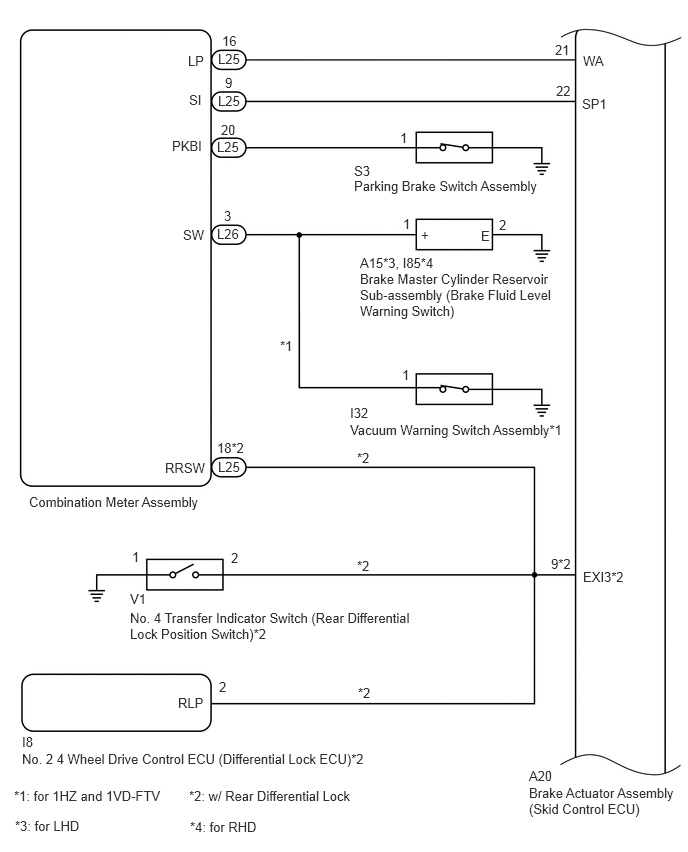 16
LP
L25
21
WA
9
SI
L25
22
SP1
20
PKBI
L25
1
S3
Parking Brake Switch Assembly
3
SW
L26
1
+
E
2
A15*3, I85*4
Brake Master Cylinder Reservoir
Sub-assembly (Brake Fluid Level
Warning Switch)
*1
1
I32
Vacuum Warning Switch Assembly*1
18*2
RRSW
L25
*2
Combination Meter Assembly
1
2
*2
9*2
EXI3*2
V1
No. 4 Transfer Indicator Switch (Rear Differential
Lock Position Switch)*2
RLP
2
*2
I8
No. 2 4 Wheel Drive Control ECU (Differential Lock ECU)*2
A20
Brake Actuator Assembly
(Skid Control ECU)
*1: for 1HZ and 1VD-FTV
*2: w/ Rear Differential Lock
*3: for LHD
*4: for RHD